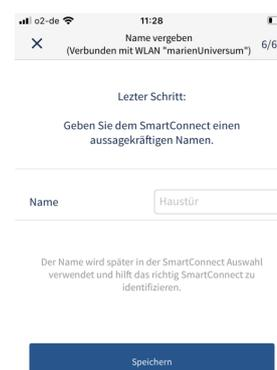 o2-de 11:28
Name vergeben
(Verbunden mit WLAN "marienUniversum") 6/6
Lezter Schritt:
Geben Sie dem SmartConnect einen
aussagekräftigen Namen.
Name Haustür
Der Name wird später in der SmartConnect Auswahl
verwendet und hilft das richtig SmartConnect zu
identifizieren.
Speichern